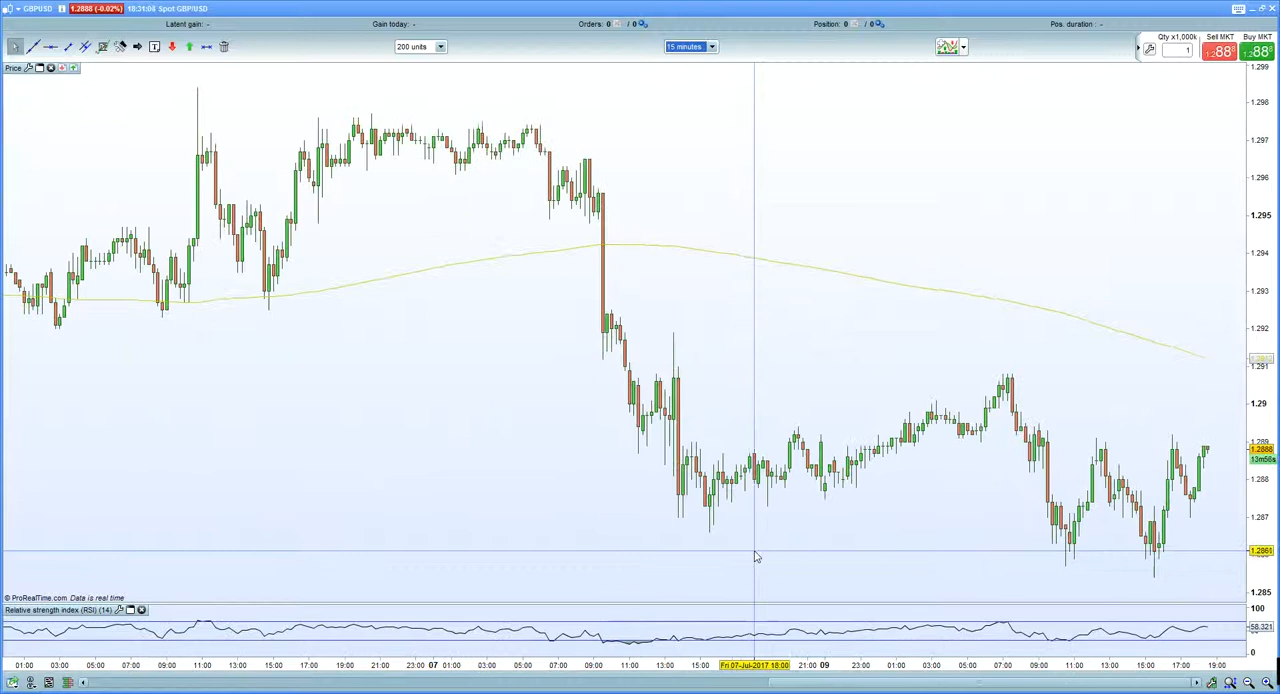 GBPUSD 1.2888 (-0.02%) 18:31:04 Spot GBP/USD
Latent gain: - Gain today: - Orders: 0 / 0 Position: 0 / 0 Pos. duration : -
200 units 15 minutes
Qty x1,000k Sell MKT Buy MKT
1
Price
1.299
1.298
1.297
1.296
1.295
1.294
1.293
1.292
1.291
1.29
1.289
1.2888
13m56s
1.288
1.287
1.2861
1.285
© ProRealTime.com Data is real time
Relative strength index (RSI) (14)
100
58.321
0
01:00 03:00 05:00 07:00 09:00 11:00 13:00 15:00 17:00 19:00 21:00 23:00 07 01:00 03:00 05:00 07:00 09:00 11:00 13:00 15:00 Fri 07-Jul-2017 18:00 21:00 09 23:00 01:00 03:00 05:00 07:00 09:00 11:00 13:00 15:00 17:00 19:00